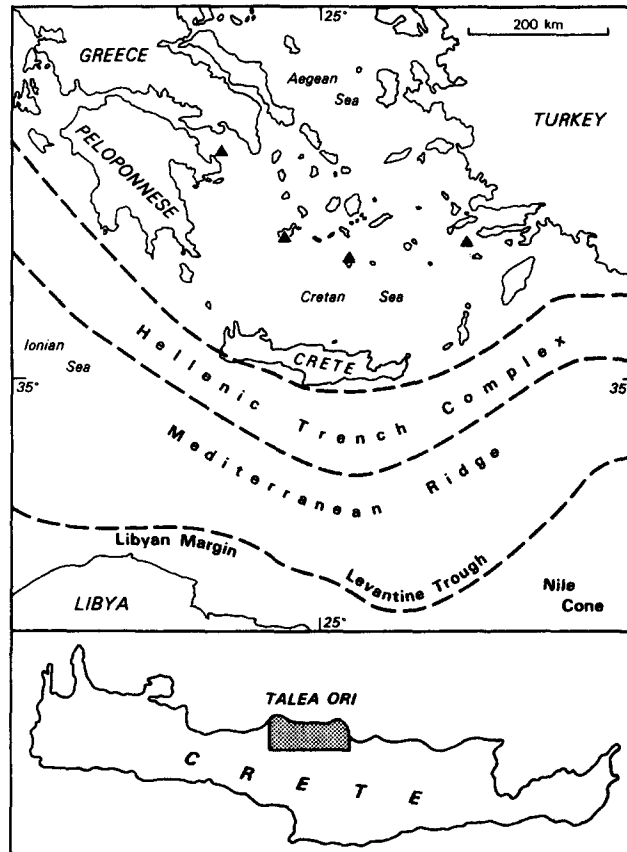 25°
200 km
GREECE
Aegean
Sea
TURKEY
PELOPONNESE
Cretan Sea
Ionian
Sea
CRETE
35°
35°
Hellenic Trench Complex
Mediterranean Ridge
Libyan Margin
Levantine Trough
Nile
Cone
LIBYA
25°
TALEA ORI
CRETE